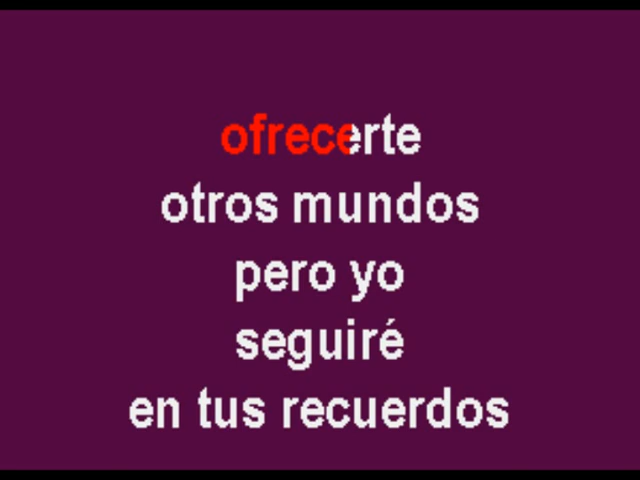 ofrecerte
otros mundos
pero yo
seguiré
en tus recuerdos